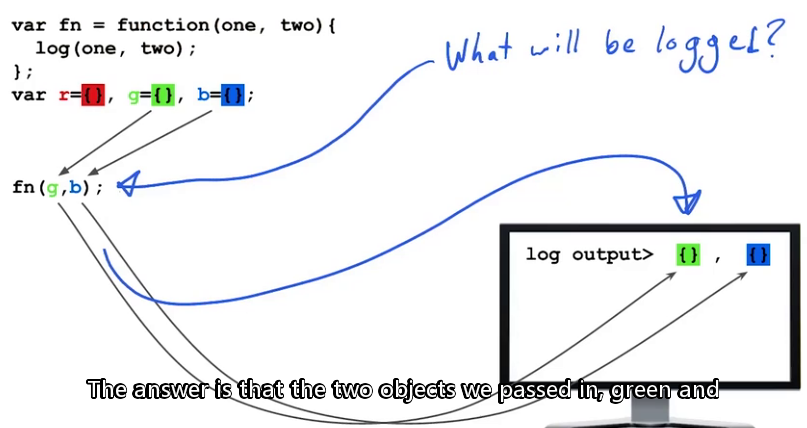 var fn = function(one, two){
log(one, two);
};
var r={}, g={}, b={};
What will be logged?
fn(g,b);
log output> {} , {}
The answer is that the two objects we passed in, green and